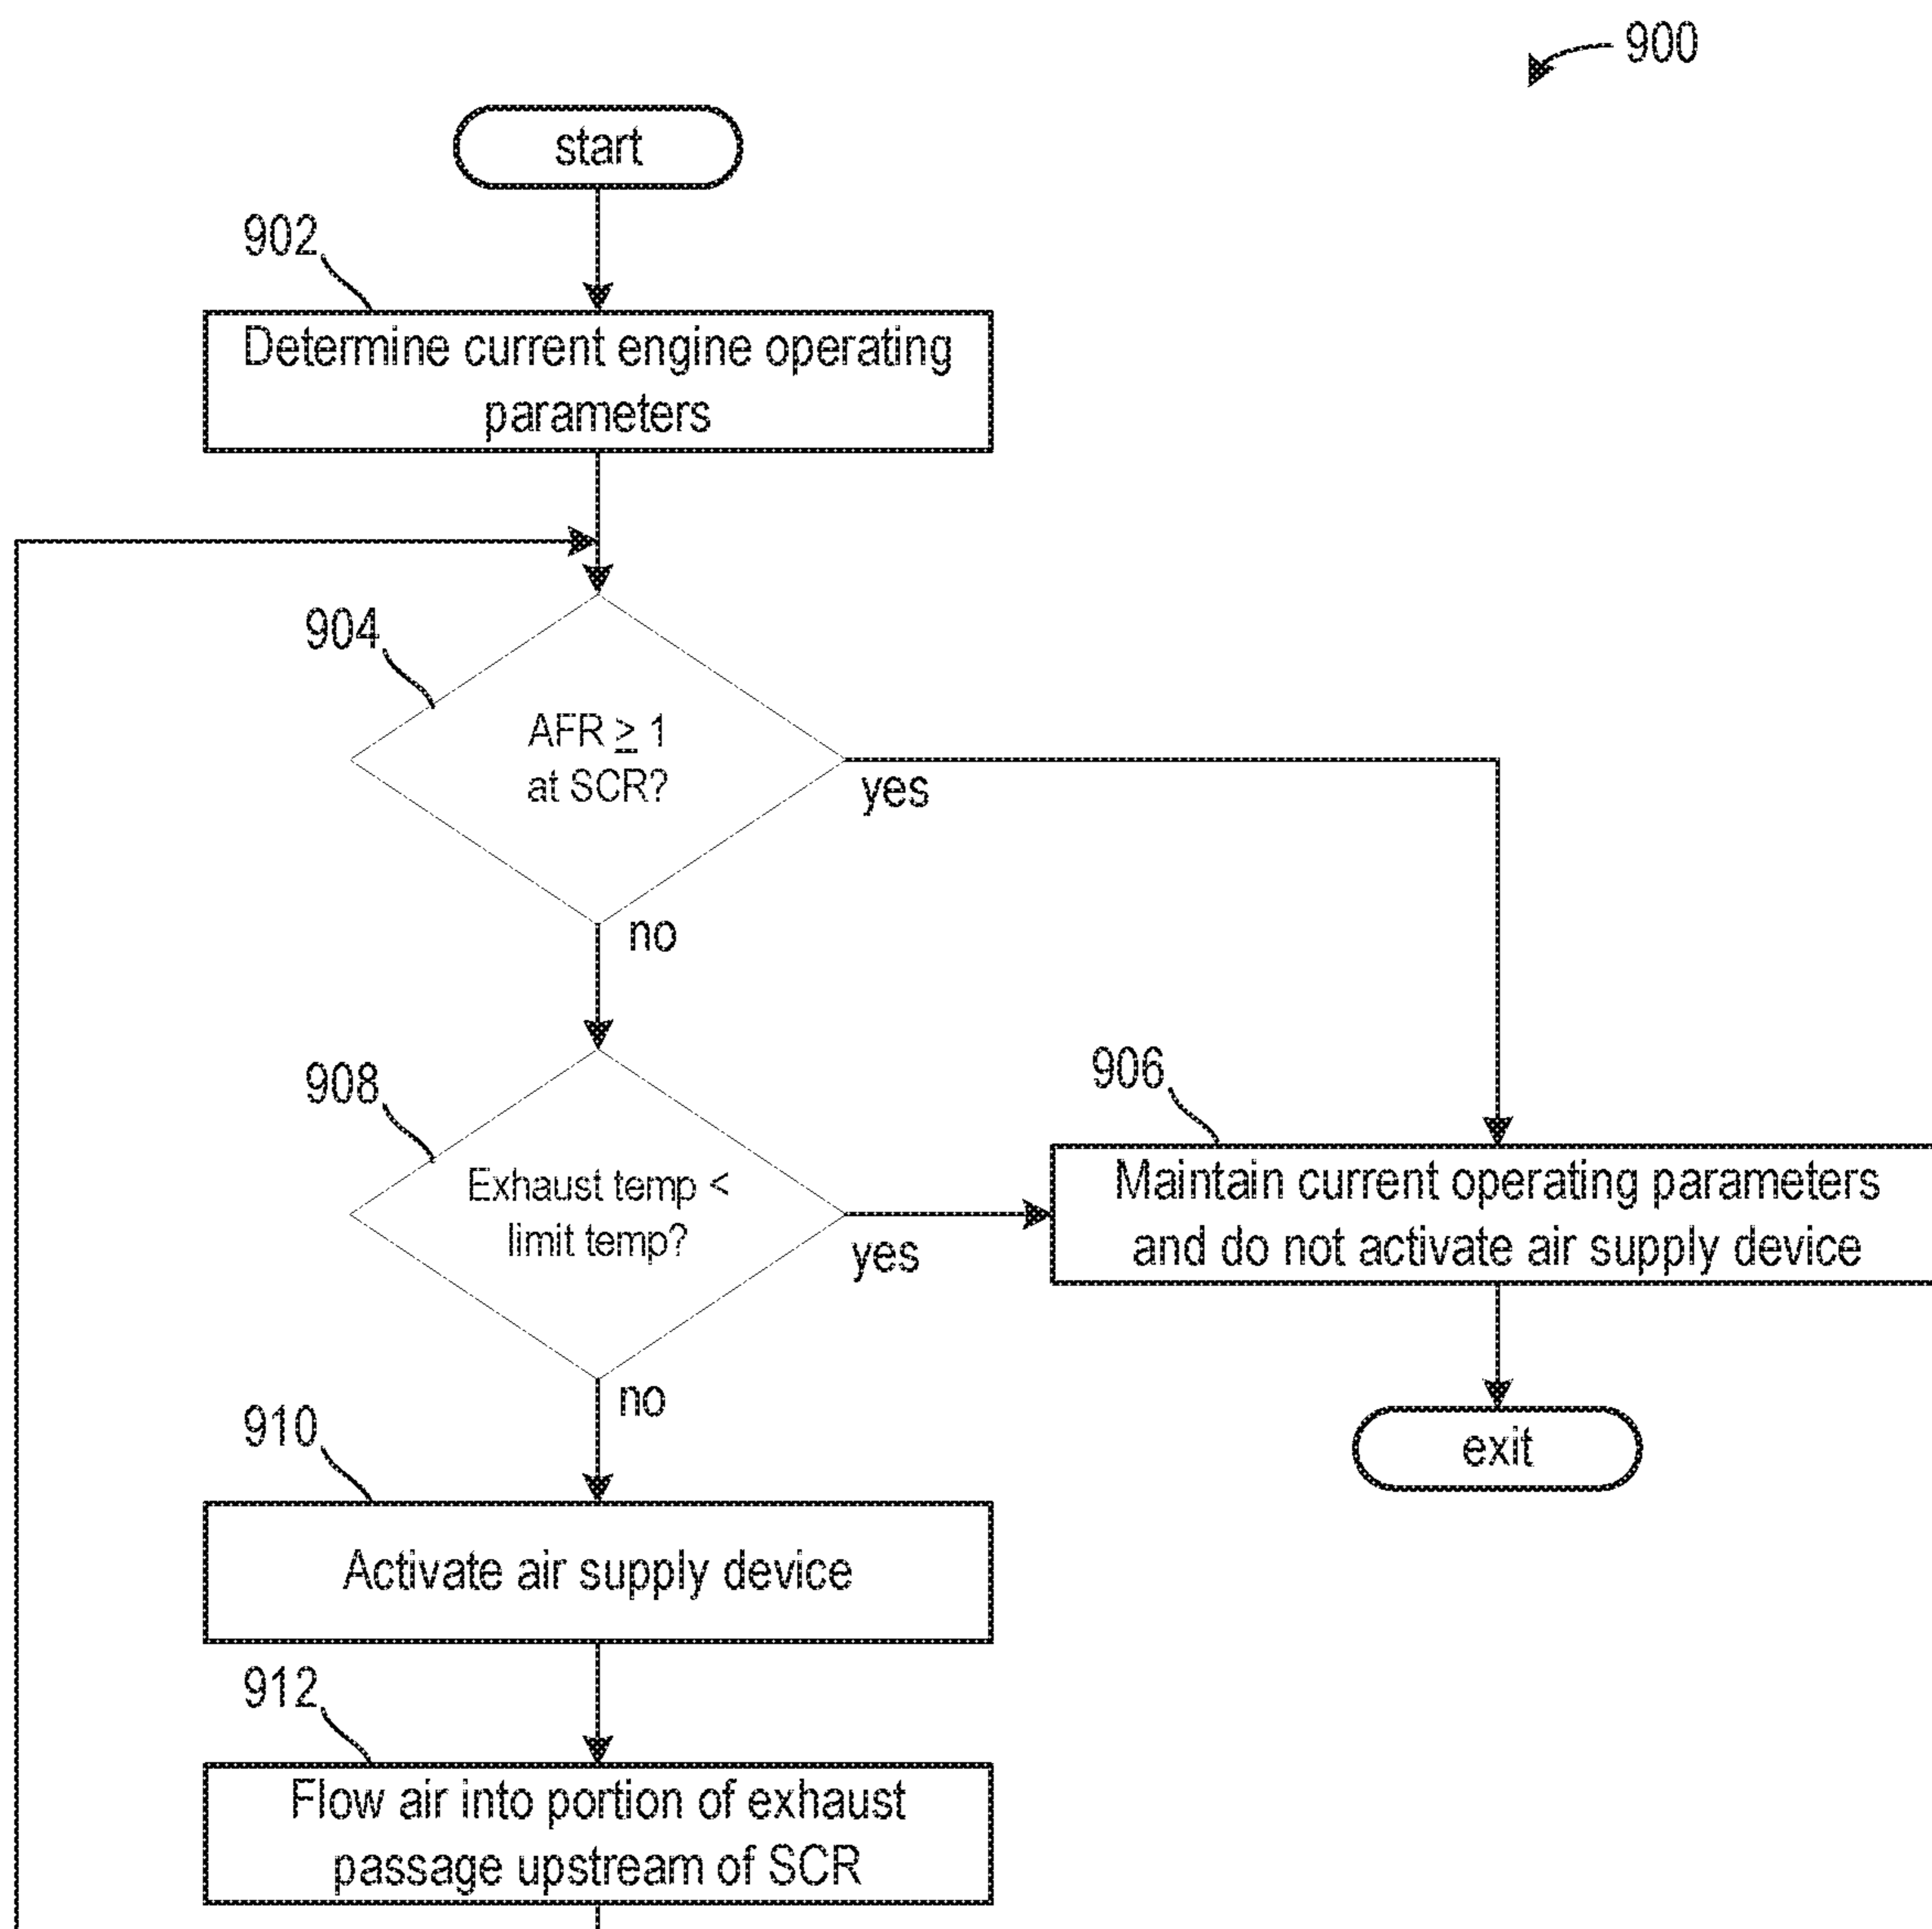 900
start
902
Determine current engine operating
parameters
904
AFR ≥ 1
at SCR?
yes
no
908
Exhaust temp <
limit temp?
yes
906
Maintain current operating parameters
and do not activate air supply device
no
exit
910
Activate air supply device
912
Flow air into portion of exhaust
passage upstream of SCR